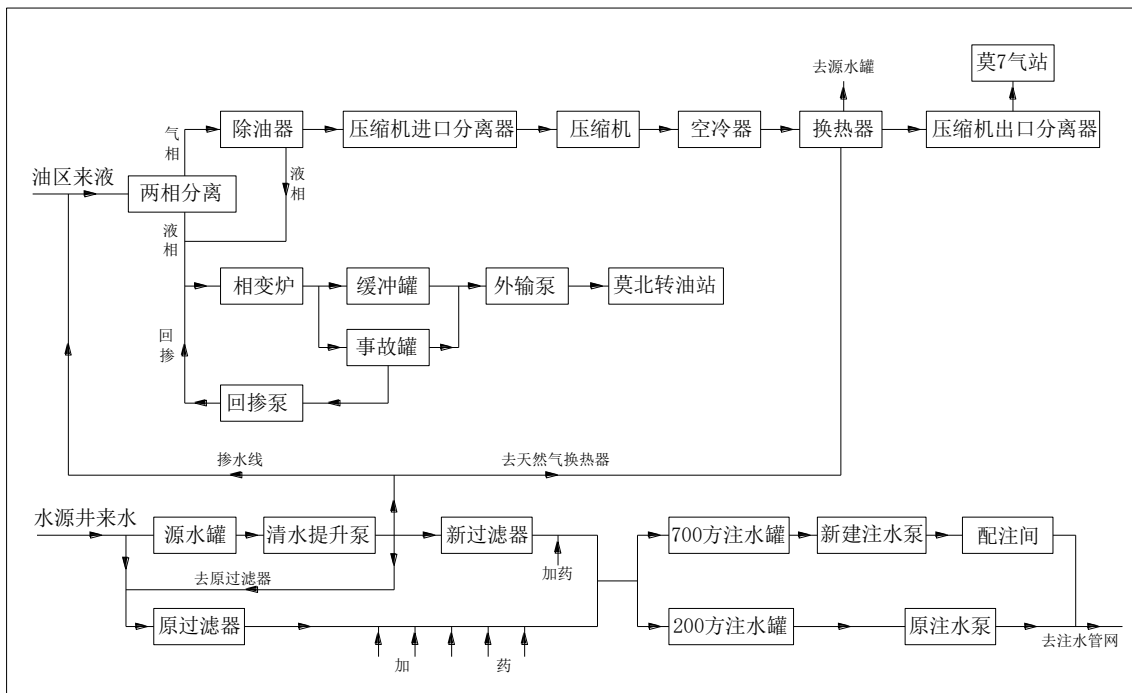 莫7气站
去源水罐
气相
除油器
压缩机进口分离器
压缩机
空冷器
换热器
压缩机出口分离器
油区来液
两相分离
液相
液相
相变炉
缓冲罐
外输泵
莫北转油站
回掺
事故罐
回掺泵
掺水线
去天然气换热器
水源井来水
源水罐
清水提升泵
新过滤器
700方注水罐
新建注水泵
配注间
加药
去原过滤器
原过滤器
200方注水罐
原注水泵
去注水管网
加 药